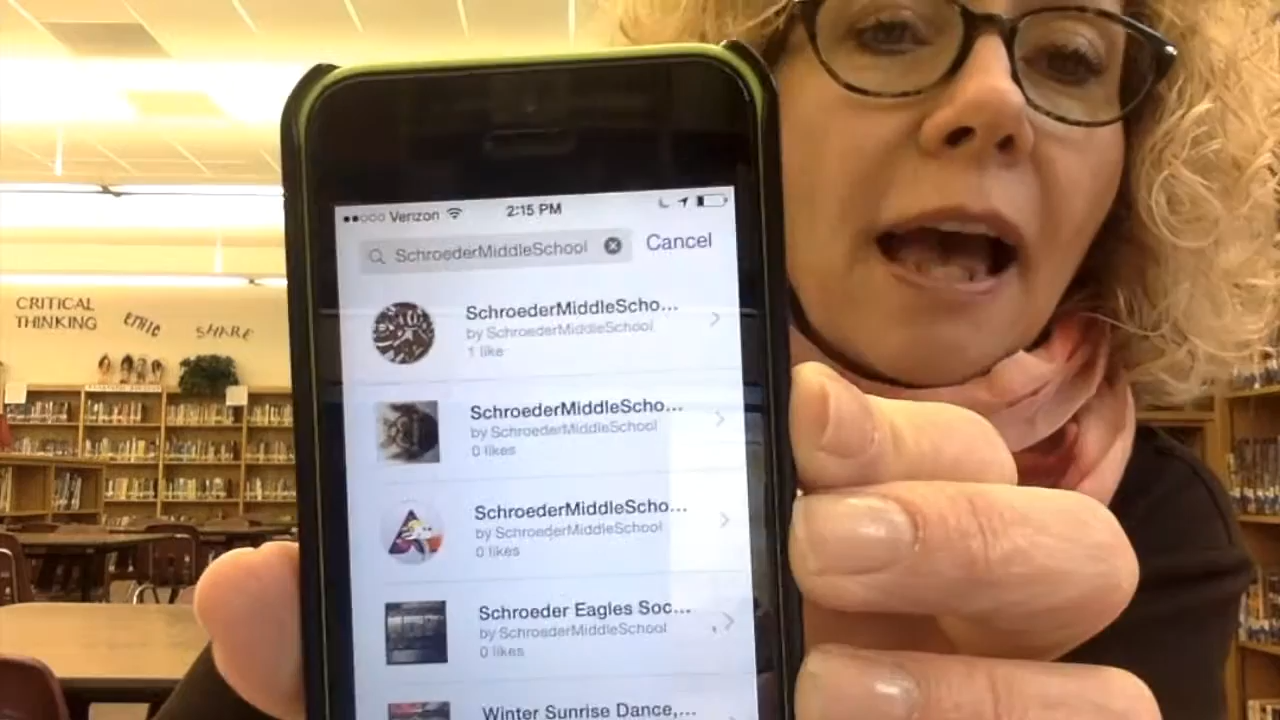 CRITICAL
THINKING
ETHIC
SHARE
Verizon
2:15 PM
SchroederMiddleSchool
Cancel
SchroederMiddleScho...
by SchroederMiddleSchool
1 like
SchroederMiddleScho...
by SchroederMiddleSchool
0 likes
SchroederMiddleScho...
by SchroederMiddleSchool
0 likes
Schroeder Eagles Soc...
by SchroederMiddleSchool
0 likes
Winter Sunrise Dance,...